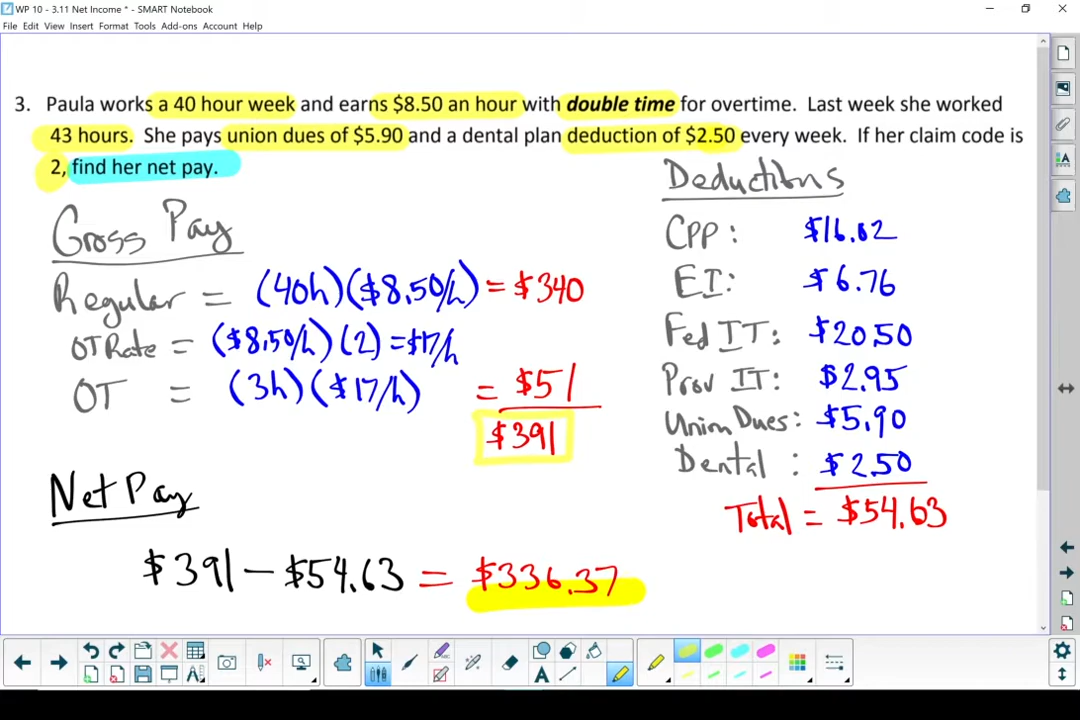 WP 10 - 3.11 Net Income * - SMART Notebook
File Edit View Insert Format Tools Add-ons Account Help
3. Paula works a 40 hour week and earns $8.50 an hour with double time for overtime. Last week she worked
43 hours. She pays union dues of $5.90 and a dental plan deduction of $2.50 every week. If her claim code is
2, find her net pay.
Gross Pay
Regular = (40h)($8.50/h) = $340
OT Rate = ($8.50/h)(2) = $17/h
OT = (3h)($17/h) = $51
$391
Net Pay
$391 - $54.63 = $336.37
Deductions
CPP: $16.02
EI: $6.76
Fed IT: $20.50
Prov IT: $2.95
Union Dues: $5.90
Dental: $2.50
Total = $54.63